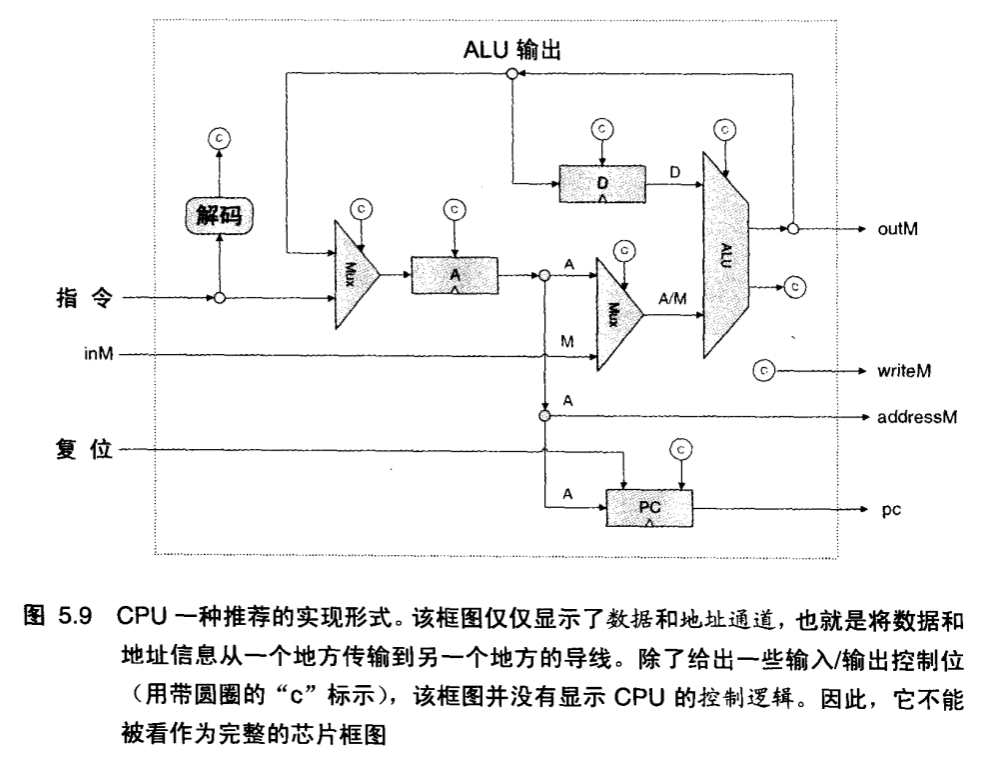 ALU 输出
c
c
c
D
D
解码
c
c
ALU
outM
Mux
A
A
c
Mux
A/M
c
指 令
inM
M
c
writeM
A
addressM
复 位
c
A
PC
pc
图 5.9 CPU 一种推荐的实现形式。该框图仅仅显示了数据和地址通道，也就是将数据和
地址信息从一个地方传输到另一个地方的导线。除了给出一些输入/输出控制位
（用带圆圈的“c”标示），该框图并没有显示 CPU 的控制逻辑。因此，它不能
被看作为完整的芯片框图